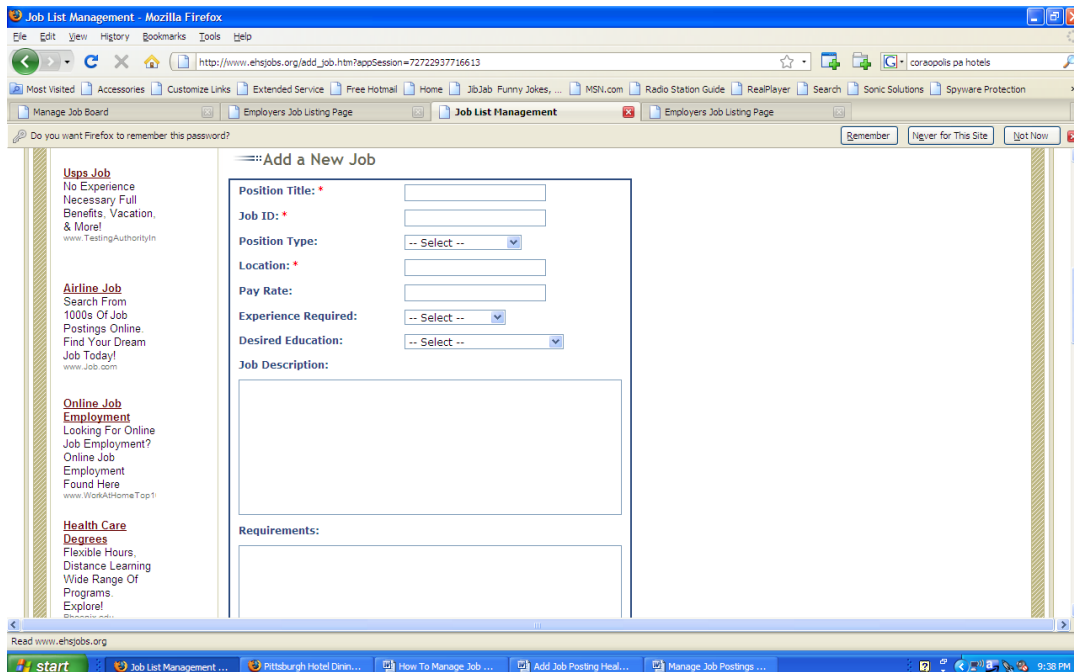 Job List Management - Mozilla Firefox
File Edit View History Bookmarks Tools Help
http://www.ehsjobs.org/add_job.htm?appSession=72722937716613
G coraopolis pa hotels
Most Visited Accessories Customize Links Extended Service Free Hotmail Home JibJab Funny Jokes, ... MSN.com Radio Station Guide RealPlayer Search Sonic Solutions Spyware Protection
Manage Job Board Employers Job Listing Page Job List Management Employers Job Listing Page
Do you want Firefox to remember this password? Remember Never for This Site Not Now
Usps Job
No Experience
Necessary Full
Benefits, Vacation,
& More!
www.TestingAuthorityIn
Airline Job
Search From
1000s Of Job
Postings Online.
Find Your Dream
Job Today!
www.Job.com
Online Job
Employment
Looking For Online
Job Employment?
Online Job
Employment
Found Here
www.WorkAtHomeTop1
Health Care
Degrees
Flexible Hours,
Distance Learning
Wide Range Of
Programs.
Explore!
Add a New Job
Position Title: *
Job ID: *
Position Type: -- Select --
Location: *
Pay Rate:
Experience Required: -- Select --
Desired Education: -- Select --
Job Description:
Requirements:
Read www.ehsjobs.org
start Job List Management ... Pittsburgh Hotel Dinin... How To Manage Job ... Add Job Posting Heal... Manage Job Postings ... 9:38 PM